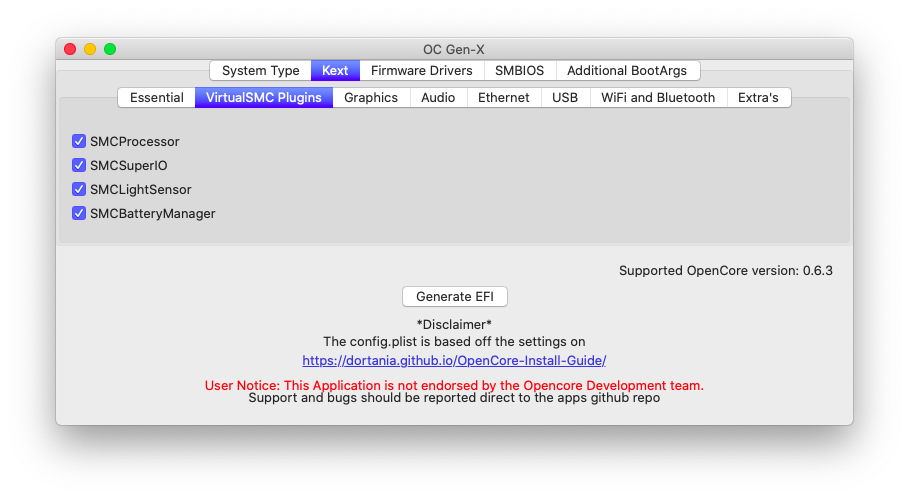 OC Gen-X
System Type Kext Firmware Drivers SMBIOS Additional BootArgs
Essential VirtualSMC Plugins Graphics Audio Ethernet USB WiFi and Bluetooth Extra's
SMCProcessor
SMCSuperIO
SMCLightSensor
SMCBatteryManager
Supported OpenCore version: 0.6.3
Generate EFI
*Disclaimer*
The config.plist is based off the settings on
https://dortania.github.io/OpenCore-Install-Guide/
User Notice: This Application is not endorsed by the Opencore Development team.
Support and bugs should be reported direct to the apps github repo